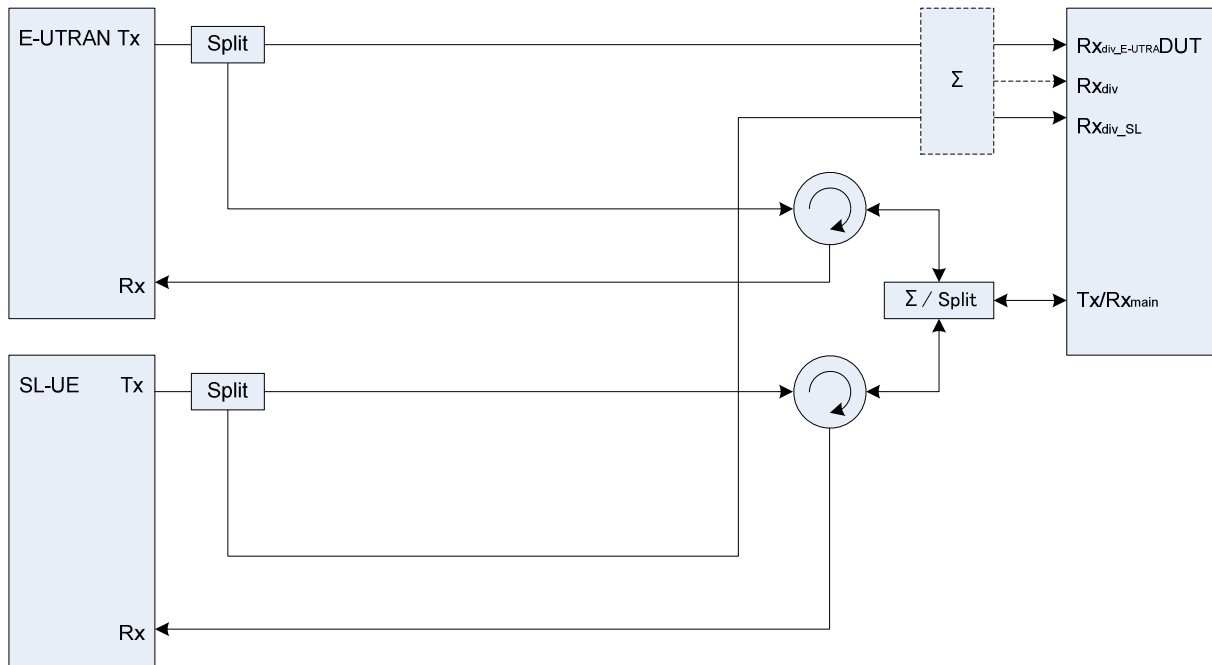 E-UTRAN Tx
Split
Σ
Rxdiv_E-UTRA DUT
Rxdiv
Rxdiv_SL
Rx
Σ / Split
Tx/Rxmain
SL-UE Tx
Split
Rx